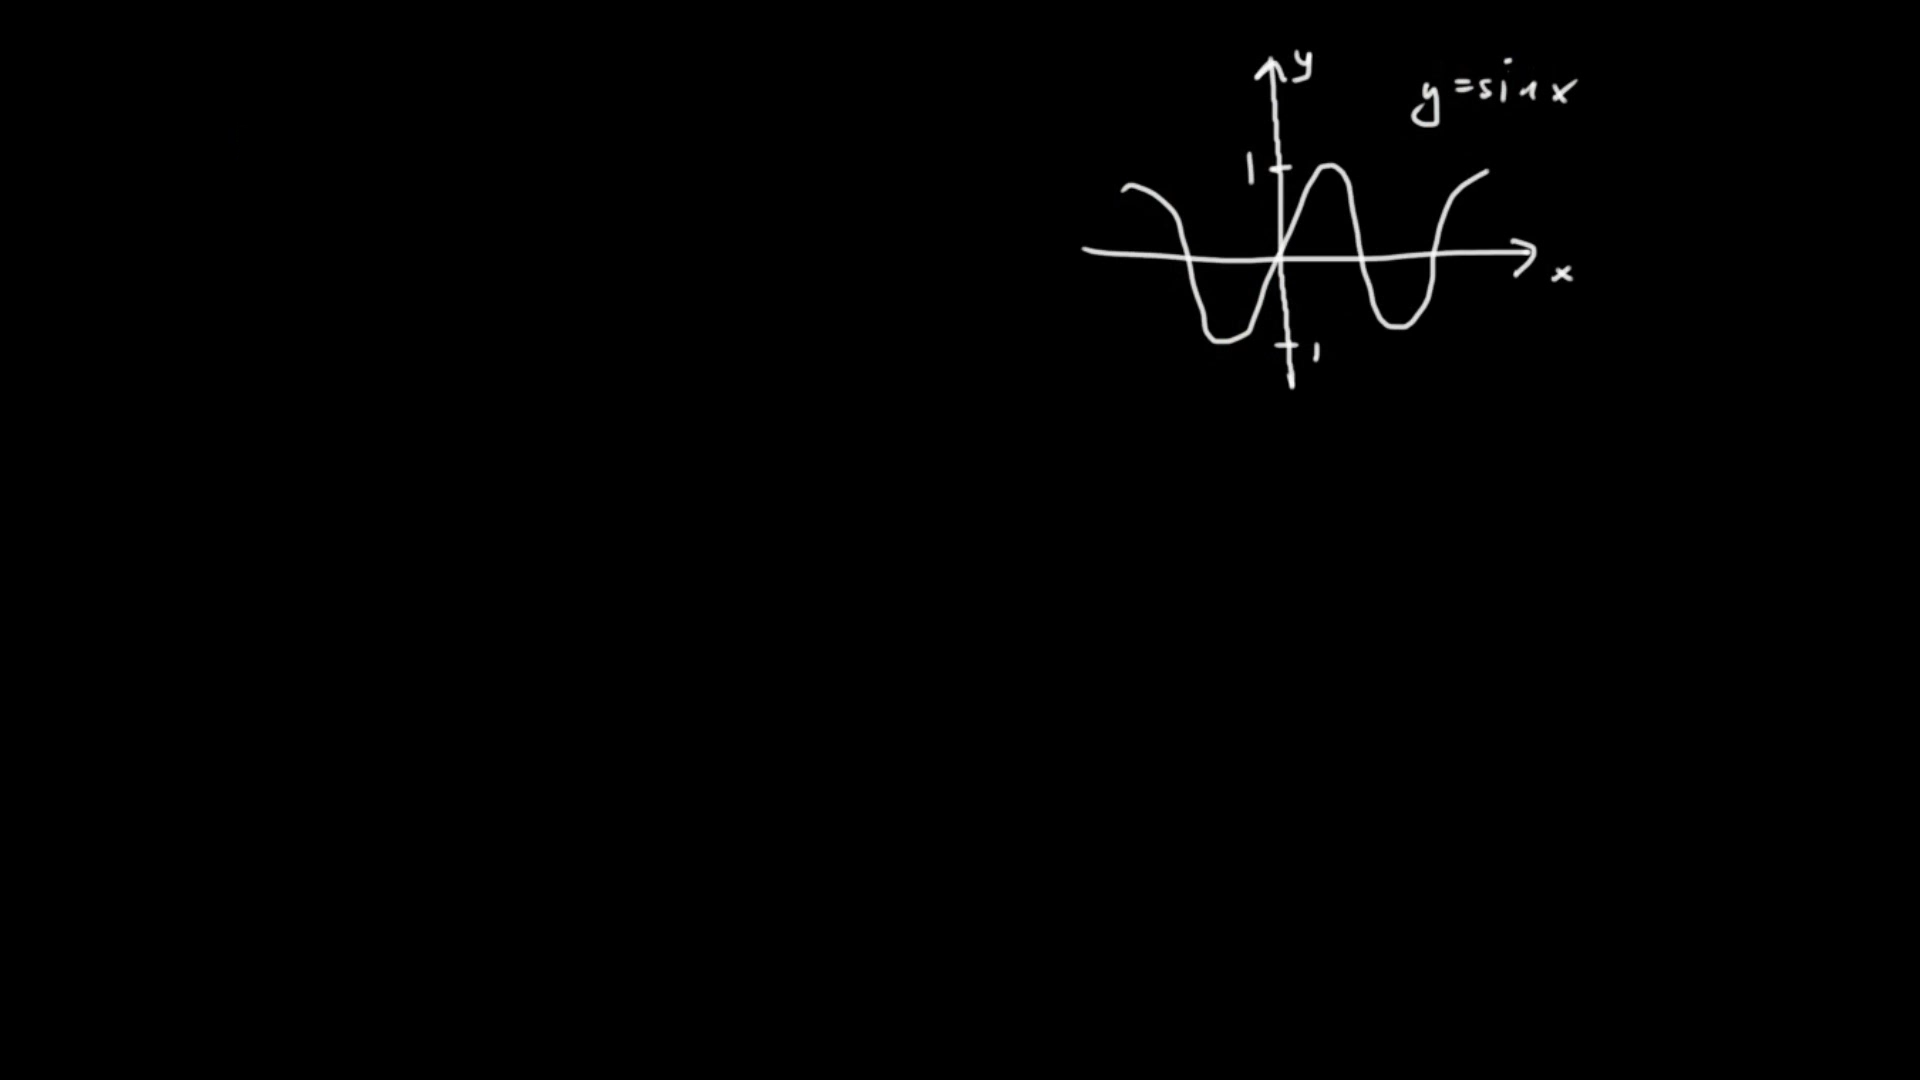 y
y = sin x
1
x
1